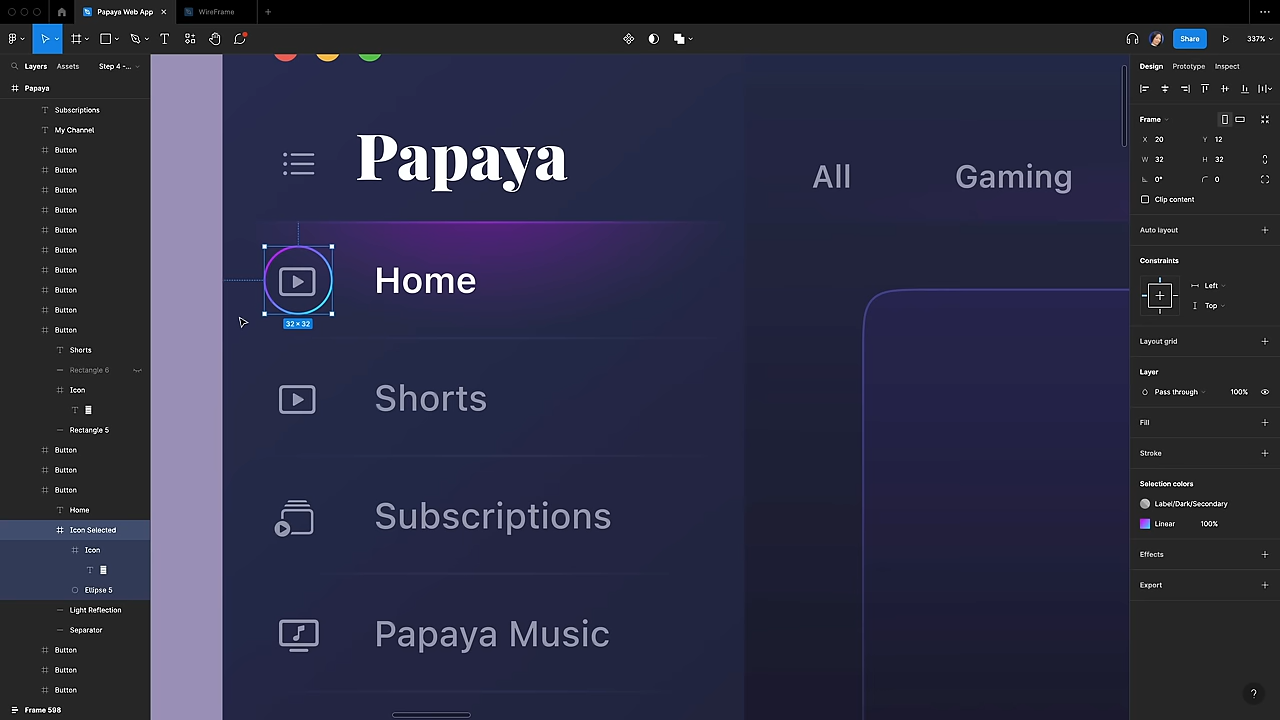 Papaya Web App
WireFrame
Share
337%
Layers
Assets
Step 4 -...
Design
Prototype
Inspect
Papaya
Subscriptions
My Channel
Button
Button
Button
Button
Button
Button
Button
Button
Button
Button
Shorts
Rectangle 6
Icon
Rectangle 5
Button
Button
Button
Home
Icon Selected
Icon
Ellipse 5
Light Reflection
Separator
Button
Button
Button
Frame 598
Papaya
All
Gaming
Home
32 × 32
Shorts
Subscriptions
Papaya Music
Frame
X 20
Y 12
W 32
H 32
0°
0
Clip content
Auto layout
Constraints
Left
Top
Layout grid
Layer
Pass through
100%
Fill
Stroke
Selection colors
Label/Dark/Secondary
Linear
100%
Effects
Export
?